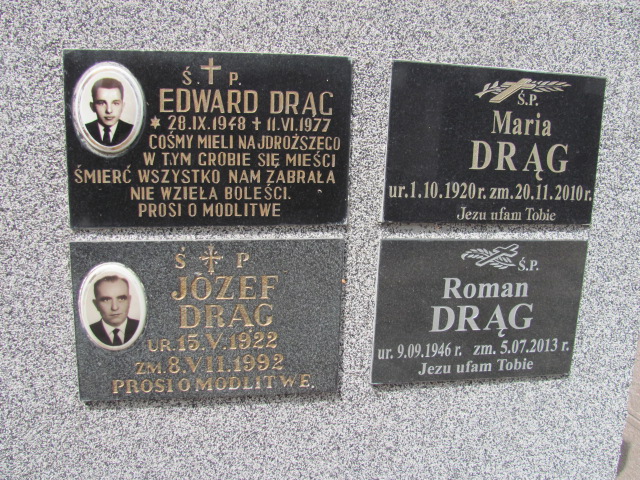 Ś P.
EDWARD DRĄG
* 28.IX.1948 + 11.VI.1977
COŚMY MIELI NAJDROŻSZEGO
W TYM GROBIE SIĘ MIEŚCI
ŚMIERĆ WSZYSTKO NAM ZABRAŁA
NIE WZIEŁA BOLEŚCI.
PROSI O MODLITWE
Ś.P.
Maria
DRĄG
ur.1.10.1920r. zm.20.11.2010r.
Jezu ufam Tobie
Ś P
JÒZEF
DRĄG
UR.15.V.1922
ZM.8.VII.1992
PROSI O MODLITWE.
Ś.P.
Roman
DRĄG
ur. 9.09.1946 r. zm. 5.07.2013 r.
Jezu ufam Tobie